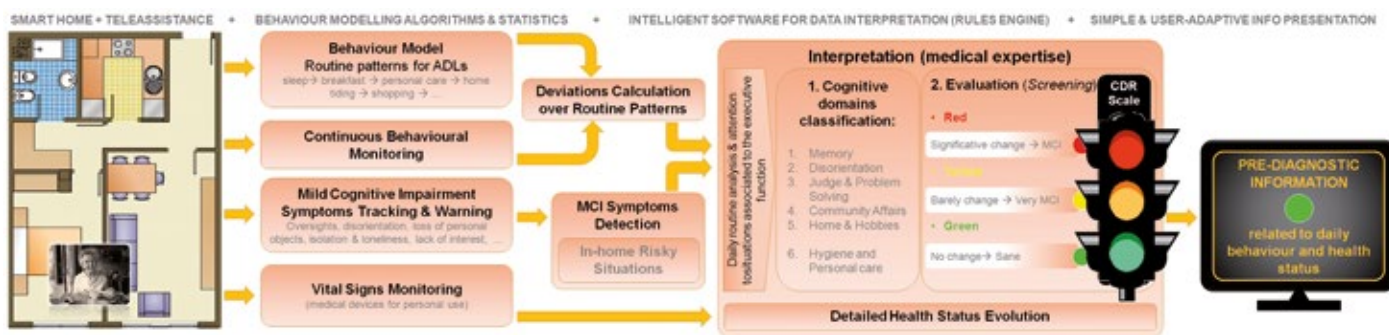 SMART HOME + TELEASSISTANCE + BEHAVIOUR MODELLING ALGORITHMS & STATISTICS + INTELLIGENT SOFTWARE FOR DATA INTERPRETATION (RULES ENGINE) + SIMPLE & USER-ADAPTIVE INFO PRESENTATION
Behaviour Model
Routine patterns for ADLs
sleep→ breakfast → personal care → home
tiding → shopping → ...
Continuous Behavioural
Monitoring
Mild Cognitive Impairment
Symptoms Tracking & Warning
Oversights, disorientation, loss of personal
objects, isolation & loneliness, lack of interest, ...
Vital Signs Monitoring
(medical devices for personal use)
Deviations Calculation
over Routine Patterns
MCI Symptoms
Detection
In-home Risky
Situations
Interpretation (medical expertise)
Daily routine analysis & attention
tosituations associated to the executive
function
1. Cognitive
domains
classification:
1. Memory
2. Disorientation
3. Judge & Problem
Solving
4. Community Affairs
5. Home & Hobbies
6. Hygiene and
Personal care
2. Evaluation (Screening)
• Red
Significative change → MCI
Barely change → Very MCI
• Green
No change→ Sane
CDR
Scale
Detailed Health Status Evolution
PRE-DIAGNOSTIC
INFORMATION
related to daily
behaviour and health
status